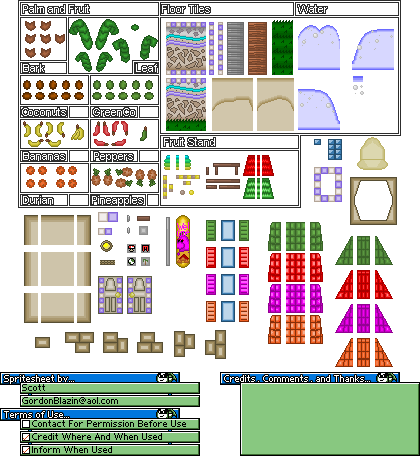 Palm and Fruit
Floor Tiles
Water
Bark
Leaf
Coconuts
GreenCo
Bananas
Peppers
Fruit Stand
Durian
Pineapples
Spritesheet by...
Scott
GordonBlazin@aol.com
Terms of Use...
Contact For Permission Before Use
Credit Where And When Used
Inform When Used
Credits, Comments, and Thanks...